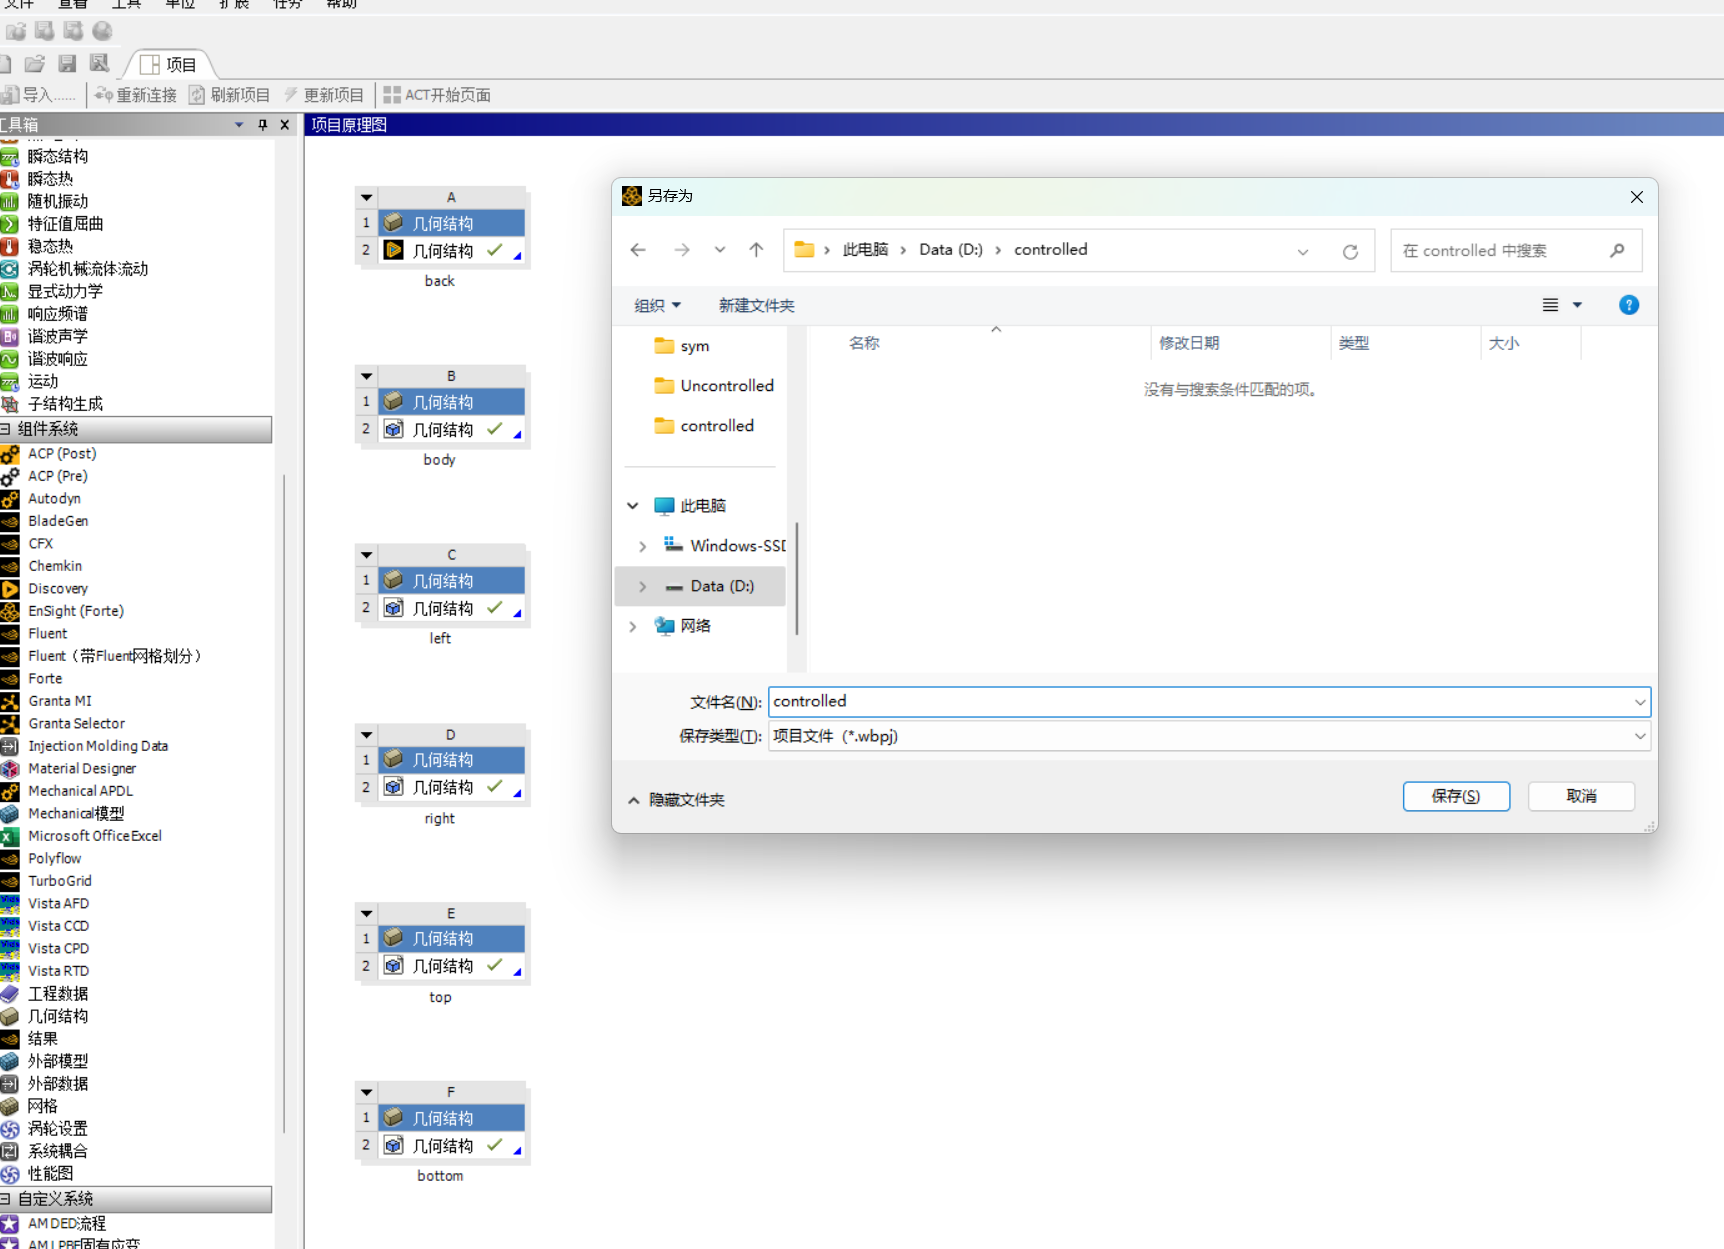 文件 查看 工具 单位 扩展 任务 帮助
项目
导入...... 重新连接 刷新项目 更新项目 ACT开始页面
工具箱
瞬态结构
瞬态热
随机振动
特征值屈曲
稳态热
涡轮机械流体流动
显式动力学
响应频谱
谐波声学
谐波响应
运动
子结构生成
组件系统
ACP (Post)
ACP (Pre)
Autodyn
BladeGen
CFX
Chemkin
Discovery
EnSight (Forte)
Fluent
Fluent（带Fluent网格划分）
Forte
Granta MI
Granta Selector
Injection Molding Data
Material Designer
Mechanical APDL
Mechanical模型
Microsoft Office Excel
Polyflow
TurboGrid
Vista AFD
Vista CCD
Vista CPD
Vista RTD
工程数据
几何结构
结果
外部模型
外部数据
网格
涡轮设置
系统耦合
性能图
自定义系统
AM DED流程
AM LPBF固有应变
项目原理图
A
1 几何结构
2 几何结构
back
B
1 几何结构
2 几何结构
body
C
1 几何结构
2 几何结构
left
D
1 几何结构
2 几何结构
right
E
1 几何结构
2 几何结构
top
F
1 几何结构
2 几何结构
bottom
另存为
此电脑 › Data (D:) › controlled
在 controlled 中搜索
组织 新建文件夹
名称 修改日期 类型 大小
没有与搜索条件匹配的项。
sym
Uncontrolled
controlled
此电脑
Windows-SSD
Data (D:)
网络
文件名(N): controlled
保存类型(T): 项目文件 (*.wbpj)
隐藏文件夹
保存(S) 取消